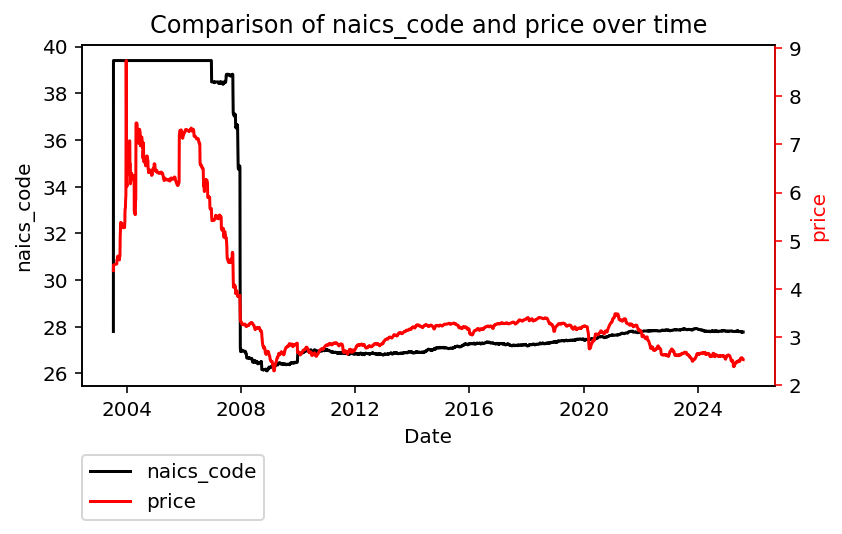 Comparison of naics_code and price over time
40
38
36
34
32
30
28
26
naics_code
9
8
7
6
5
4
3
2
price
2004 2008 2012 2016 2020 2024
Date
naics_code
price